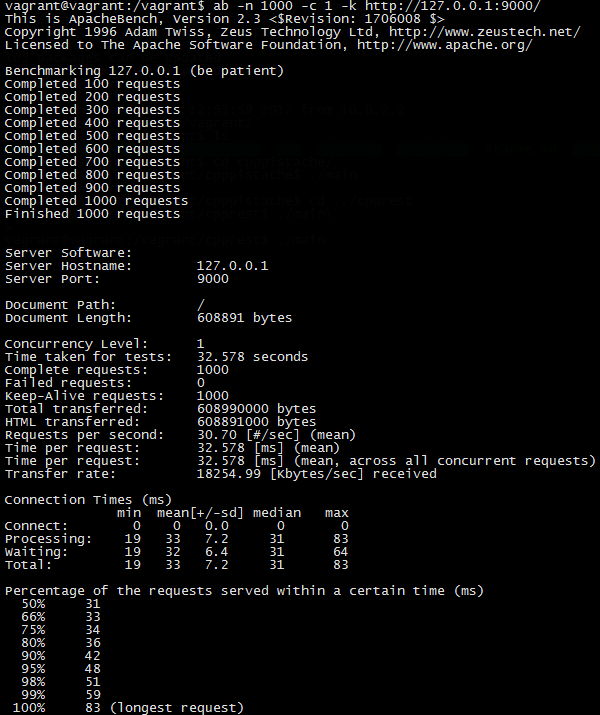 vagrant@vagrant:/vagrant$ ab -n 1000 -c 1 -k http://127.0.0.1:9000/
This is ApacheBench, Version 2.3 <$Revision: 1706008 $>
Copyright 1996 Adam Twiss, Zeus Technology Ltd, http://www.zeustech.net/
Licensed to The Apache Software Foundation, http://www.apache.org/

Benchmarking 127.0.0.1 (be patient)
Completed 100 requests
Completed 200 requests
Completed 300 requests
Completed 400 requests
Completed 500 requests
Completed 600 requests
Completed 700 requests
Completed 800 requests
Completed 900 requests
Completed 1000 requests
Finished 1000 requests

Server Software:
Server Hostname:        127.0.0.1
Server Port:            9000

Document Path:          /
Document Length:        608891 bytes

Concurrency Level:      1
Time taken for tests:   32.578 seconds
Complete requests:      1000
Failed requests:        0
Keep-Alive requests:    1000
Total transferred:      608990000 bytes
HTML transferred:       608891000 bytes
Requests per second:    30.70 [#/sec] (mean)
Time per request:       32.578 [ms] (mean)
Time per request:       32.578 [ms] (mean, across all concurrent requests)
Transfer rate:          18254.99 [Kbytes/sec] received

Connection Times (ms)
              min  mean[+/-sd] median   max
Connect:        0    0   0.0      0       0
Processing:    19   33   7.2     31      83
Waiting:       19   32   6.4     31      64
Total:         19   33   7.2     31      83

Percentage of the requests served within a certain time (ms)
  50%     31
  66%     33
  75%     34
  80%     36
  90%     42
  95%     48
  98%     51
  99%     59
 100%     83 (longest request)